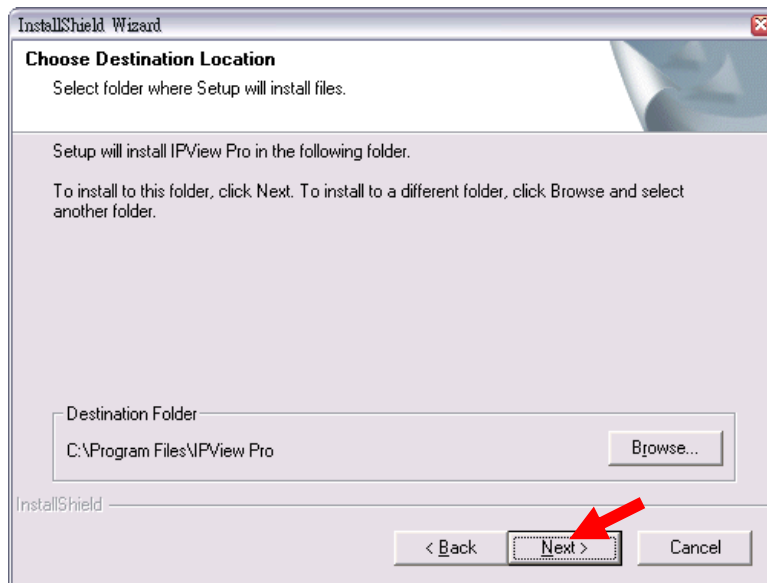 InstallShield Wizard
Choose Destination Location
Select folder where Setup will install files.
Setup will install IPView Pro in the following folder.
To install to this folder, click Next. To install to a different folder, click Browse and select
another folder.
Destination Folder
C:\Program Files\IPView Pro
Browse...
InstallShield
< Back
Next >
Cancel